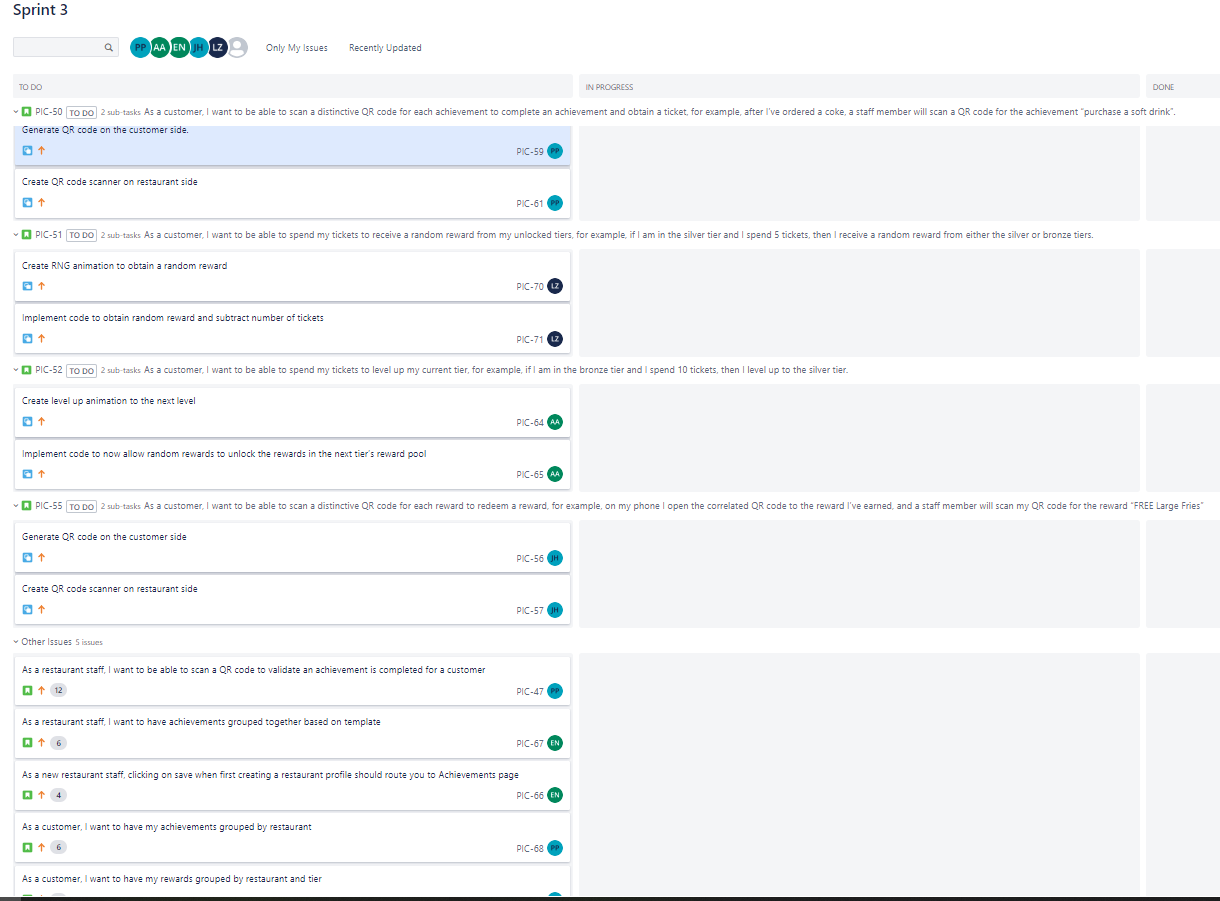 Sprint 3
PP AA EN JH LZ Only My Issues Recently Updated
TO DO IN PROGRESS DONE
PIC-50 TO DO 2 sub-tasks As a customer, I want to be able to scan a distinctive QR code for each achievement to complete an achievement and obtain a ticket, for example, after I've ordered a coke, a staff member will scan a QR code for the achievement "purchase a soft drink".
Generate QR code on the customer side.
PIC-59 PP
Create QR code scanner on restaurant side
PIC-61 PP
PIC-51 TO DO 2 sub-tasks As a customer, I want to be able to spend my tickets to receive a random reward from my unlocked tiers, for example, if I am in the silver tier and I spend 5 tickets, then I receive a random reward from either the silver or bronze tiers.
Create RNG animation to obtain a random reward
PIC-70 LZ
Implement code to obtain random reward and subtract number of tickets
PIC-71 LZ
PIC-52 TO DO 2 sub-tasks As a customer, I want to be able to spend my tickets to level up my current tier, for example, if I am in the bronze tier and I spend 10 tickets, then I level up to the silver tier.
Create level up animation to the next level
PIC-64 AA
Implement code to now allow random rewards to unlock the rewards in the next tier's reward pool
PIC-65 AA
PIC-55 TO DO 2 sub-tasks As a customer, I want to be able to scan a distinctive QR code for each reward to redeem a reward, for example, on my phone I open the correlated QR code to the reward I've earned, and a staff member will scan my QR code for the reward "FREE Large Fries"
Generate QR code on the customer side
PIC-56 JH
Create QR code scanner on restaurant side
PIC-57 JH
Other Issues 5 issues
As a restaurant staff, I want to be able to scan a QR code to validate an achievement is completed for a customer
12 PIC-47 PP
As a restaurant staff, I want to have achievements grouped together based on template
6 PIC-67 EN
As a new restaurant staff, clicking on save when first creating a restaurant profile should route you to Achievements page
4 PIC-66 EN
As a customer, I want to have my achievements grouped by restaurant
6 PIC-68 PP
As a customer, I want to have my rewards grouped by restaurant and tier